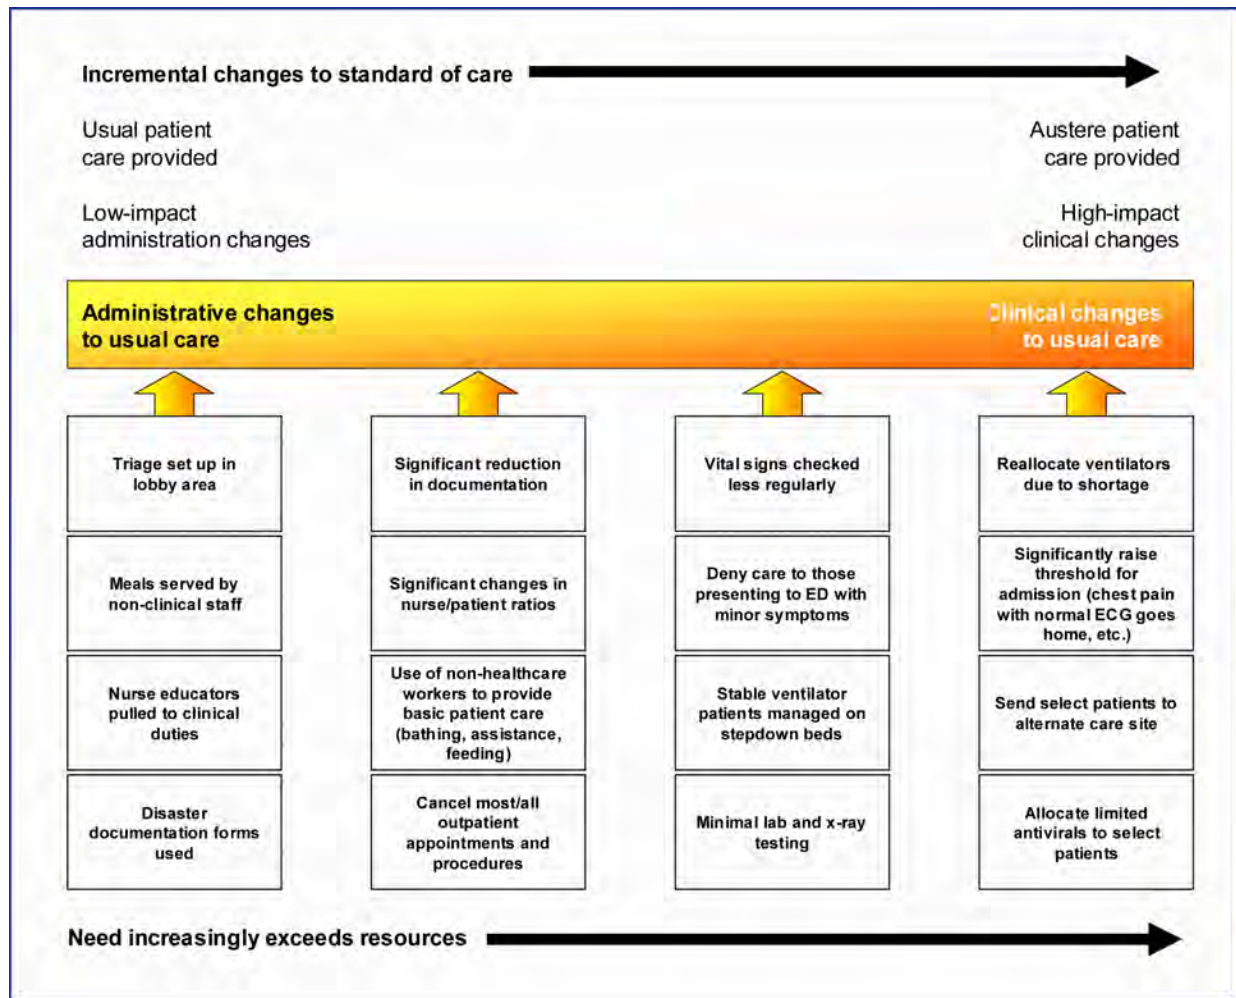 Incremental changes to standard of care
Usual patient
care provided
Austere patient
care provided
Low-impact
administration changes
High-impact
clinical changes
Administrative changes
to usual care
Clinical changes
to usual care
Triage set up in
lobby area
Significant reduction
in documentation
Vital signs checked
less regularly
Reallocate ventilators
due to shortage
Meals served by
non-clinical staff
Significant changes in
nurse/patient ratios
Deny care to those
presenting to ED with
minor symptoms
Significantly raise
threshold for
admission (chest pain
with normal ECG goes
home, etc.)
Nurse educators
pulled to clinical
duties
Use of non-healthcare
workers to provide
basic patient care
(bathing, assistance,
feeding)
Stable ventilator
patients managed on
stepdown beds
Send select patients to
alternate care site
Disaster
documentation forms
used
Cancel most/all
outpatient
appointments and
procedures
Minimal lab and x-ray
testing
Allocate limited
antivirals to select
patients
Need increasingly exceeds resources